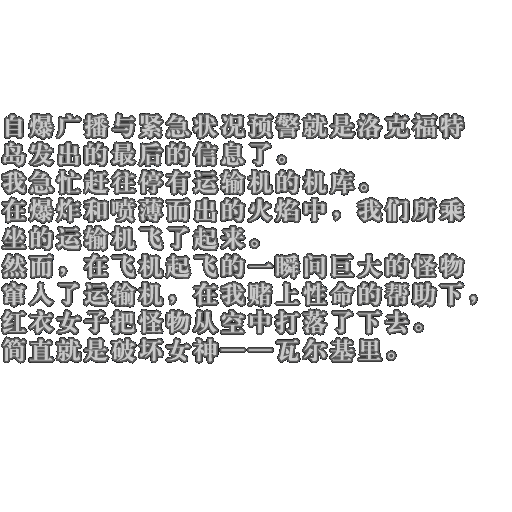 自爆广播与紧急状况预警就是洛克福特
岛发出的最后的信息了。
我急忙赶往停有运输机的机库。
在爆炸和喷薄而出的火焰中，我们所乘
坐的运输机飞了起来。
然而，在飞机起飞的一瞬间巨大的怪物
窜入了运输机，在我赌上性命的帮助下，
红衣女子把怪物从空中打落了下去。
简直就是破坏女神——瓦尔基里。